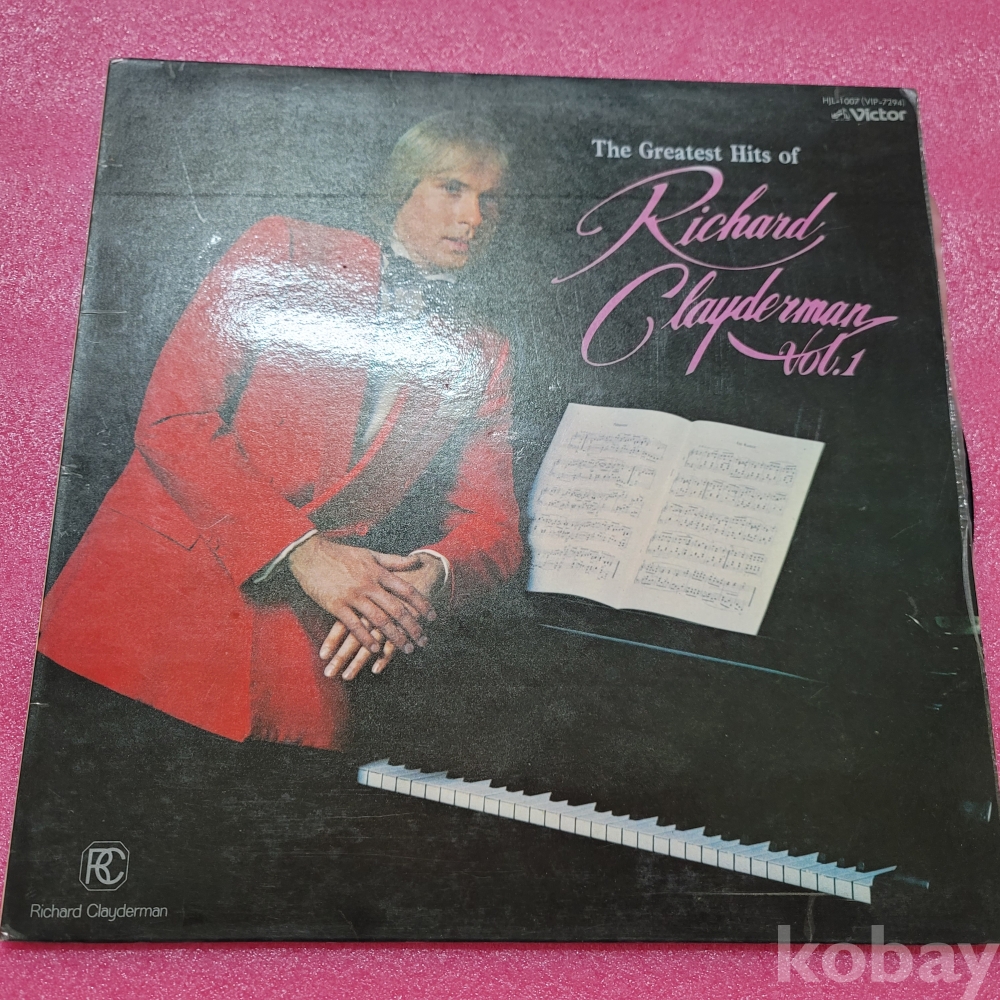 HJL-1007 (VIP-7294)
Victor
The Greatest Hits of
Richard
Clayderman
Vol.1
RC
Richard Clayderman
kobay